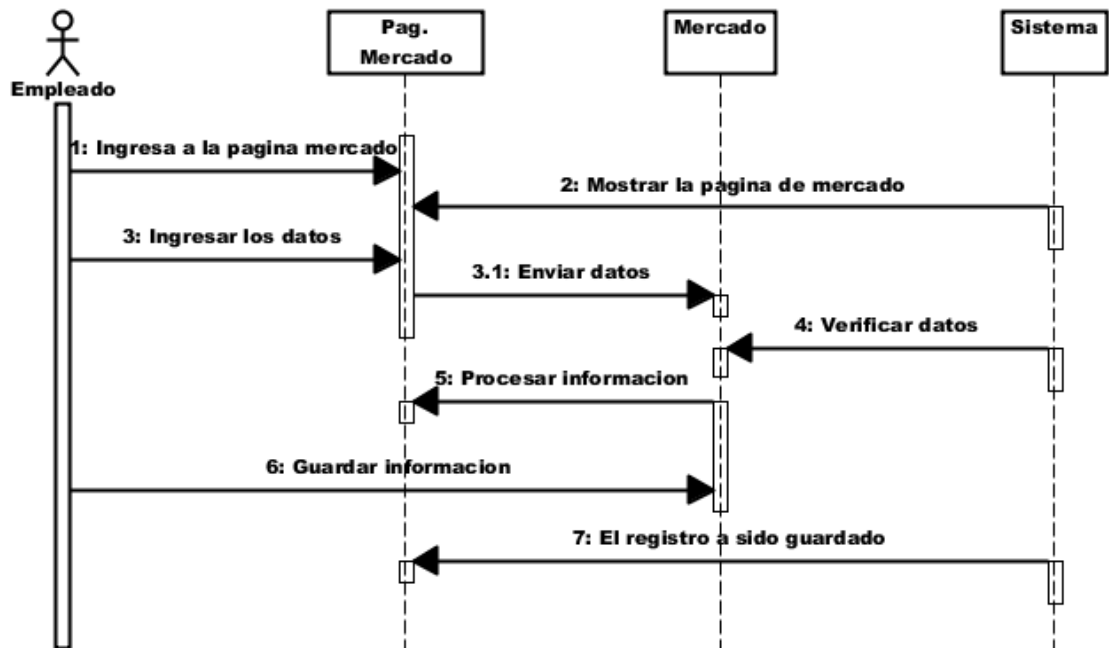 Pag.
Mercado
Mercado
Sistema
Empleado
1: Ingresa a la pagina mercado
2: Mostrar la pagina de mercado
3: Ingresar los datos
3.1: Enviar datos
4: Verificar datos
5: Procesar informacion
6: Guardar informacion
7: El registro a sido guardado